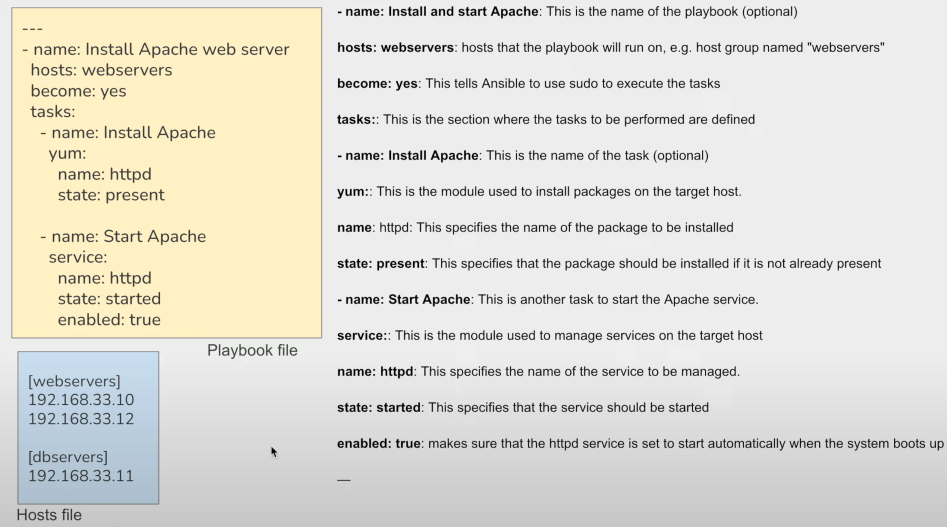 ---
- name: Install Apache web server
hosts: webservers
become: yes
tasks:
- name: Install Apache
yum:
name: httpd
state: present
- name: Start Apache
service:
name: httpd
state: started
enabled: true
Playbook file
[webservers]
192.168.33.10
192.168.33.12
[dbservers]
192.168.33.11
Hosts file
- name: Install and start Apache: This is the name of the playbook (optional)
hosts: webservers: hosts that the playbook will run on, e.g. host group named "webservers"
become: yes: This tells Ansible to use sudo to execute the tasks
tasks:: This is the section where the tasks to be performed are defined
- name: Install Apache: This is the name of the task (optional)
yum:: This is the module used to install packages on the target host.
name: httpd: This specifies the name of the package to be installed
state: present: This specifies that the package should be installed if it is not already present
- name: Start Apache: This is another task to start the Apache service.
service:: This is the module used to manage services on the target host
name: httpd: This specifies the name of the service to be managed.
state: started: This specifies that the service should be started
enabled: true: makes sure that the httpd service is set to start automatically when the system boots up
—